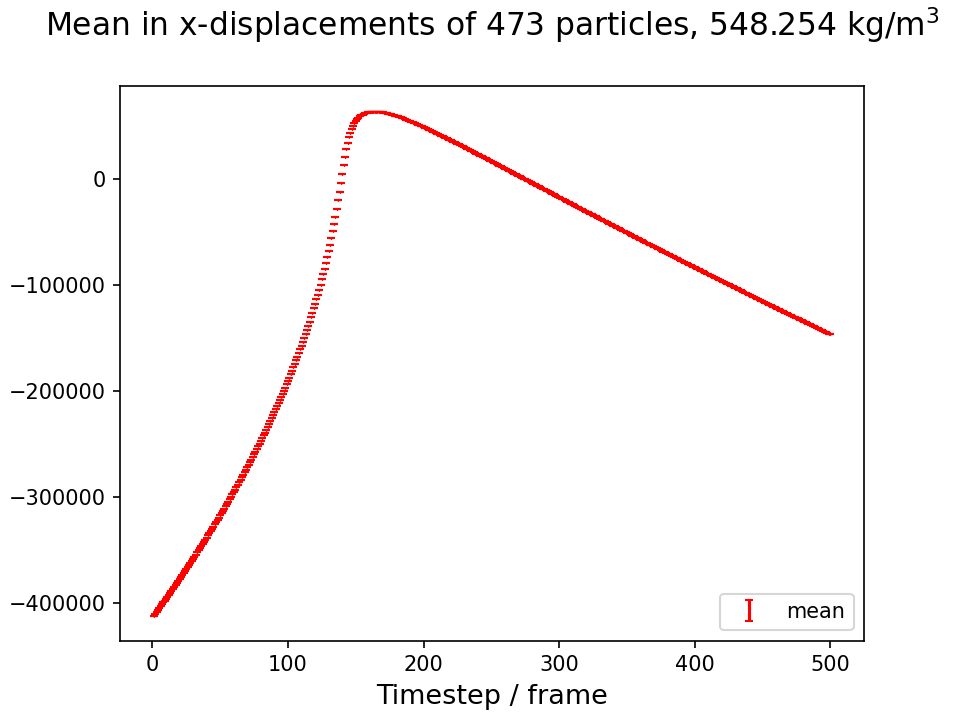 Mean in x-displacements of 473 particles, 548.254 kg/m³
0
−100000
−200000
−300000
−400000
mean
0 100 200 300 400 500
Timestep / frame